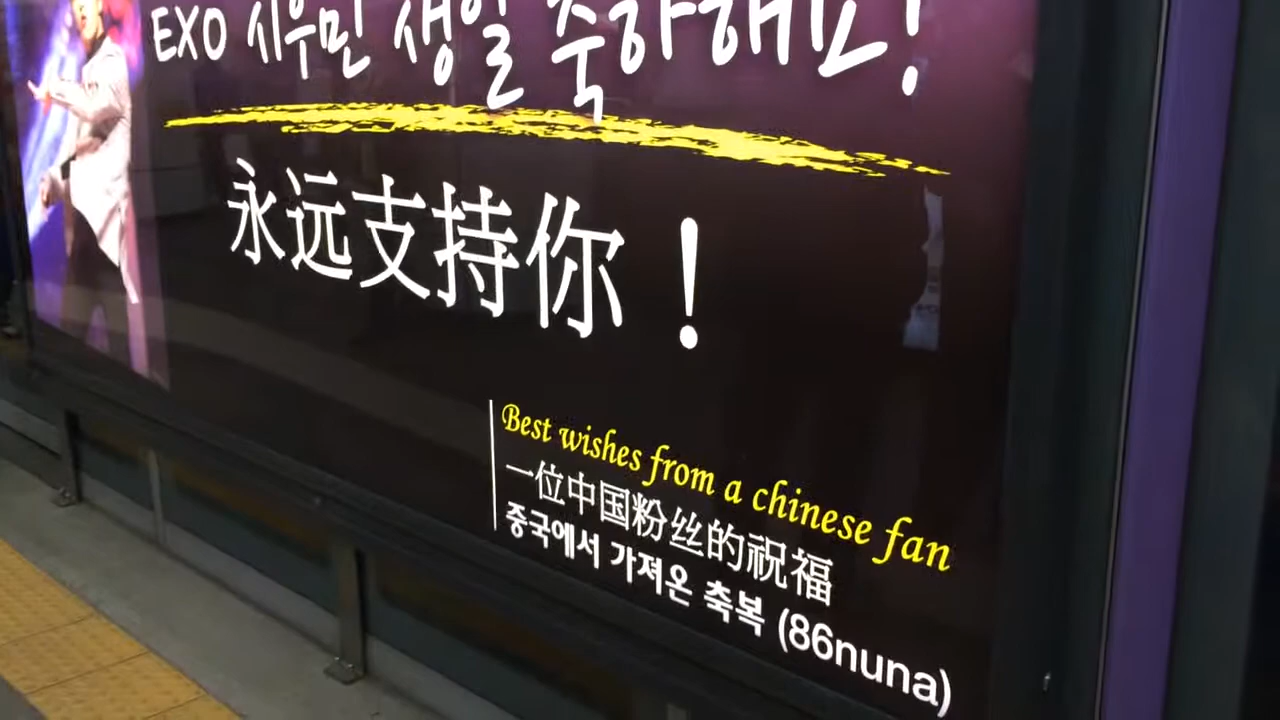 EXO 시우민 생일 축하해요!
永远支持你！
Best wishes from a chinese fan
一位中国粉丝的祝福
중국에서 가져온 축복 (86nuna)